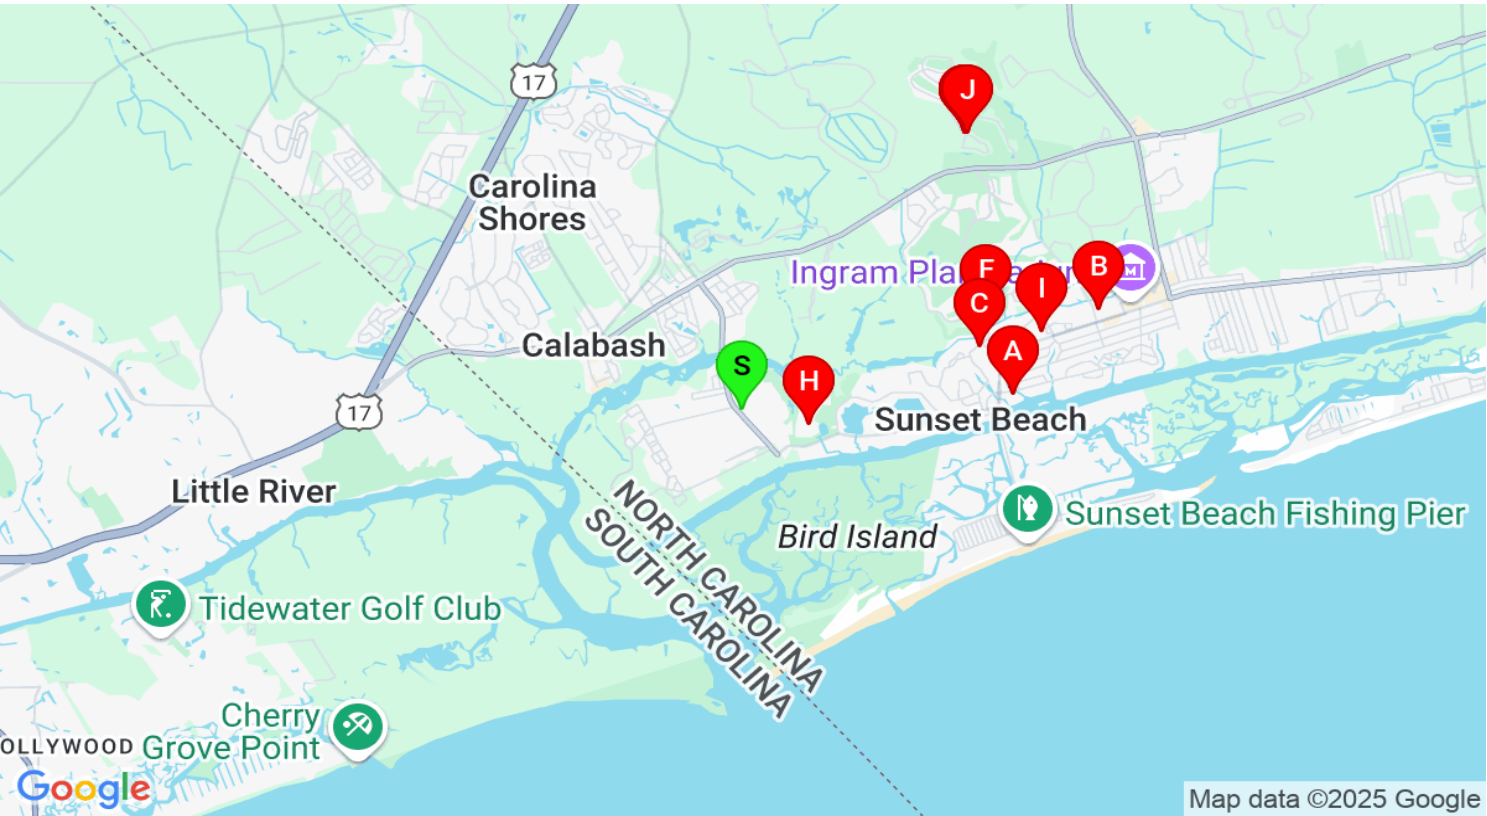 17
J
Carolina
Shores
F
B
Ingram Pla
I
C
Calabash
A
S
H
17
Sunset Beach
Little River
NORTH CAROLINA
SOUTH CAROLINA
Bird Island
Sunset Beach Fishing Pier
Tidewater Golf Club
Cherry
Grove Point
OLLYWOOD
Google
Map data ©2025 Google